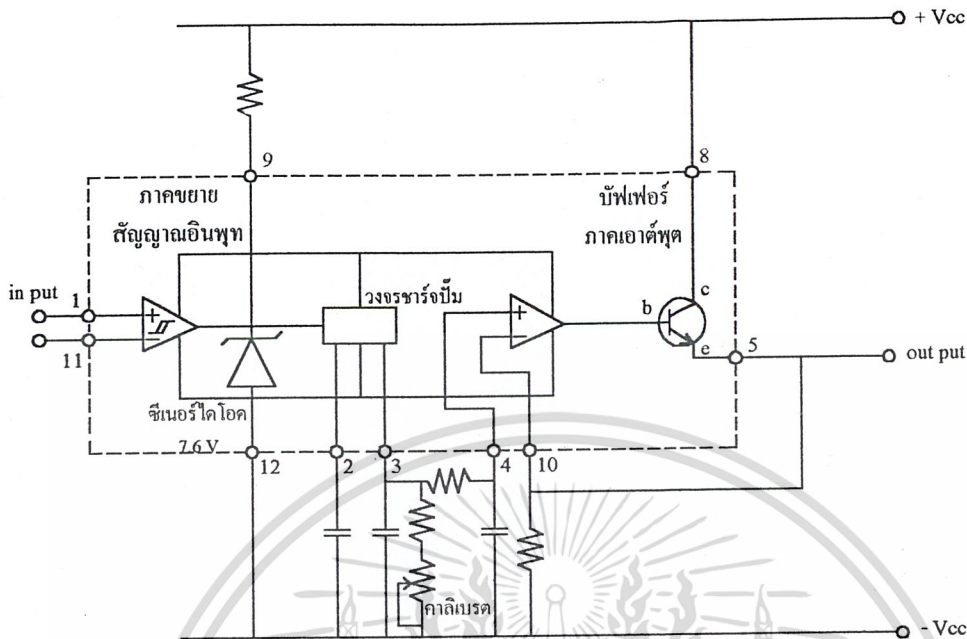 + Vcc
9
8
ภาคขยาย
สัญญาณอินพุท
บัฟเฟอร์
ภาคเอาต์พุต
in put
1
11
+
-
วงจรชาร์จปั๊ม
+
-
b
c
e
5
out put
ซีเนอร์ไดโอด
7.6 V
12
2
3
4
10
คาลิเบรต
- Vcc